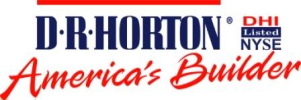 D·R·HORTON®
DHI
Listed
NYSE
America's Builder